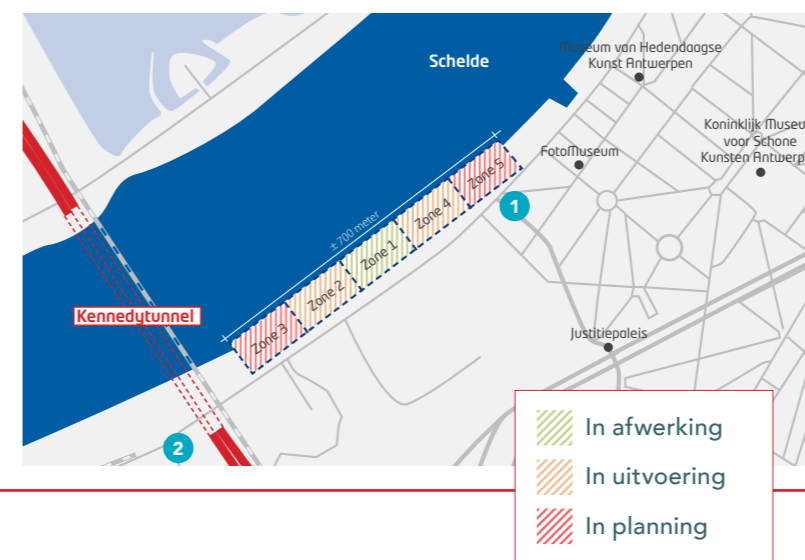 Schelde
Museum van Hedendaagse
Kunst Antwerpen
Koninklijk Museu
voor Schone
Kunsten Antwerp
FotoMuseum
Zone 5
1
Zone 4
±700 meter
Zone 1
Zone 2
Kennedytunnel
Zone 3
Justitiepaleis
2
In afwerking
In uitvoering
In planning